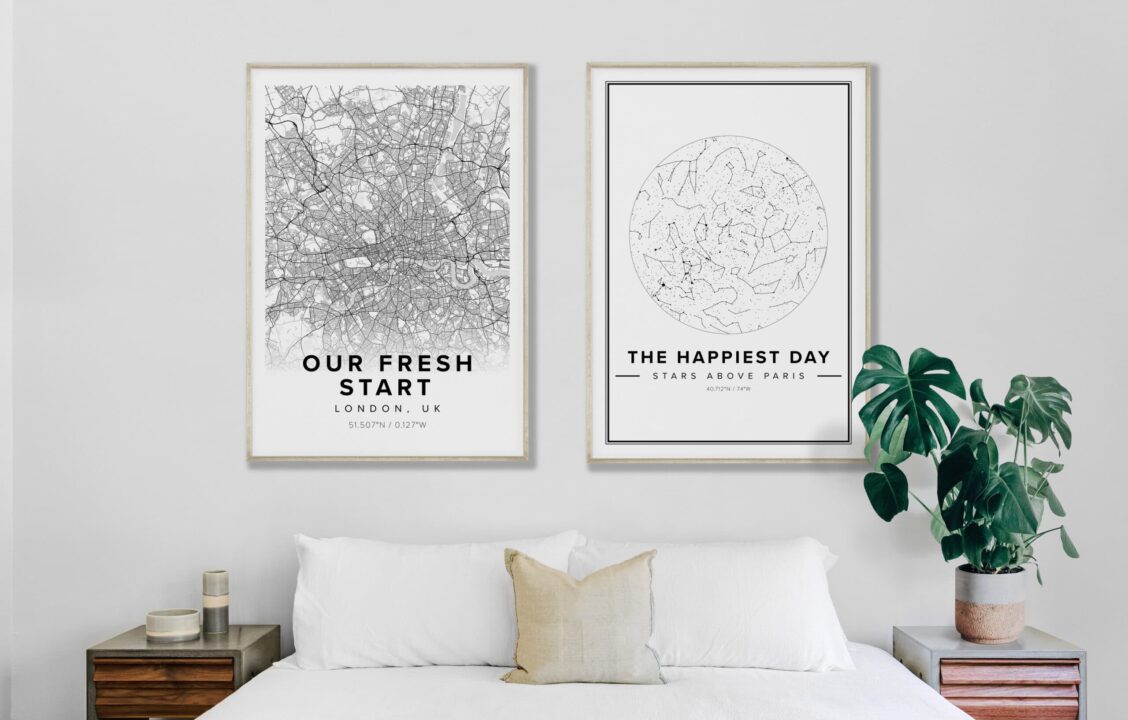 OUR FRESH
START
LONDON, UK
51.507°N / 0.127°W
THE HAPPIEST DAY
STARS ABOVE PARIS
40.712°N / 74°W